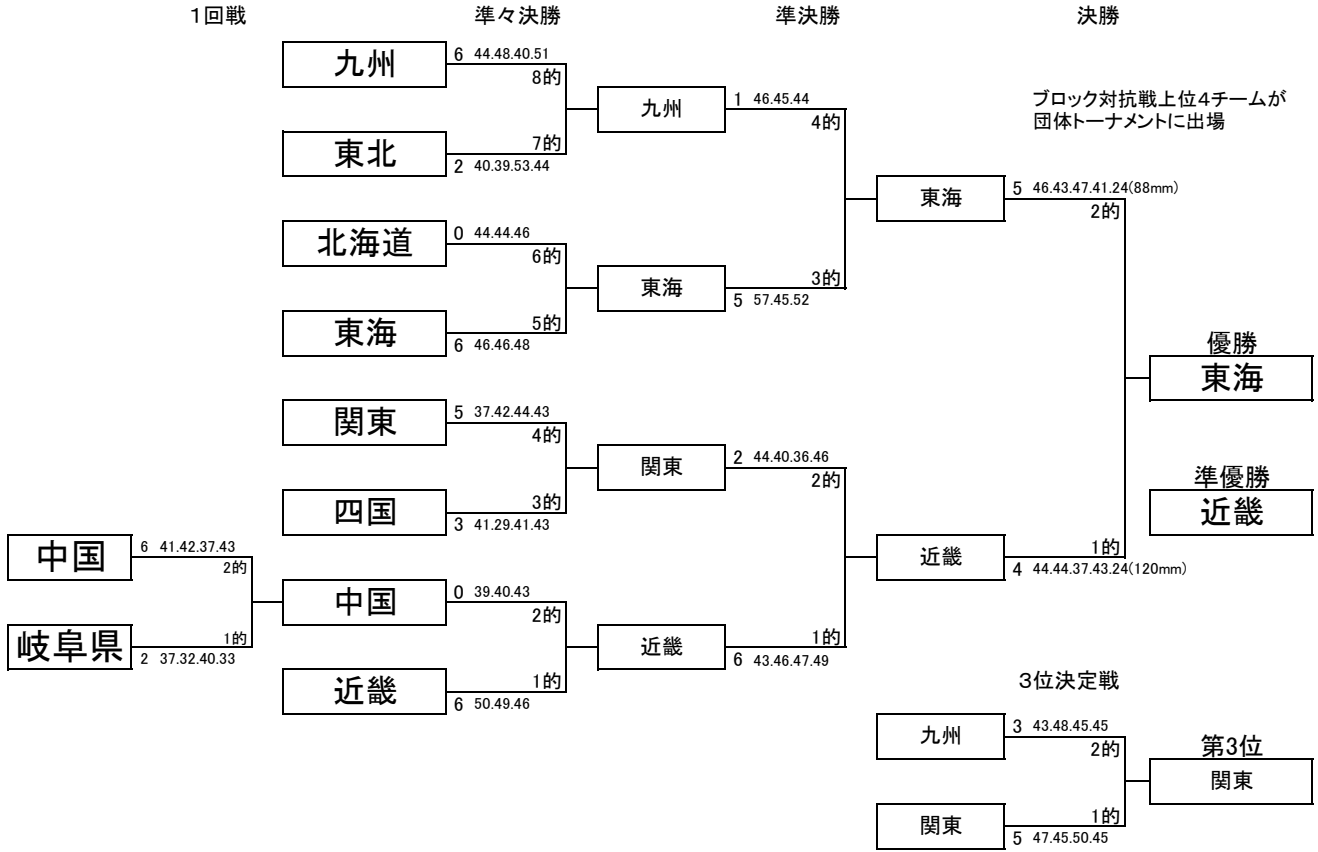 1回戦
準々決勝
準決勝
決勝
九州
6 44.48.40.51
8的
東北
7的
2 40.39.53.44
九州
1 46.45.44
4的
北海道
0 44.44.46
6的
東海
5的
6 46.46.48
東海
3的
5 57.45.52
ブロック対抗戦上位4チームが
団体トーナメントに出場
東海
5 46.43.47.41.24(88mm)
2的
関東
5 37.42.44.43
4的
四国
3的
3 41.29.41.43
関東
2 44.40.36.46
2的
中国
6 41.42.37.43
2的
岐阜県
1的
2 37.32.40.33
中国
0 39.40.43
2的
近畿
1的
6 50.49.46
近畿
1的
6 43.46.47.49
近畿
1的
4 44.44.37.43.24(120mm)
優勝
東海
準優勝
近畿
3位決定戦
九州
3 43.48.45.45
2的
関東
1的
5 47.45.50.45
第3位
関東